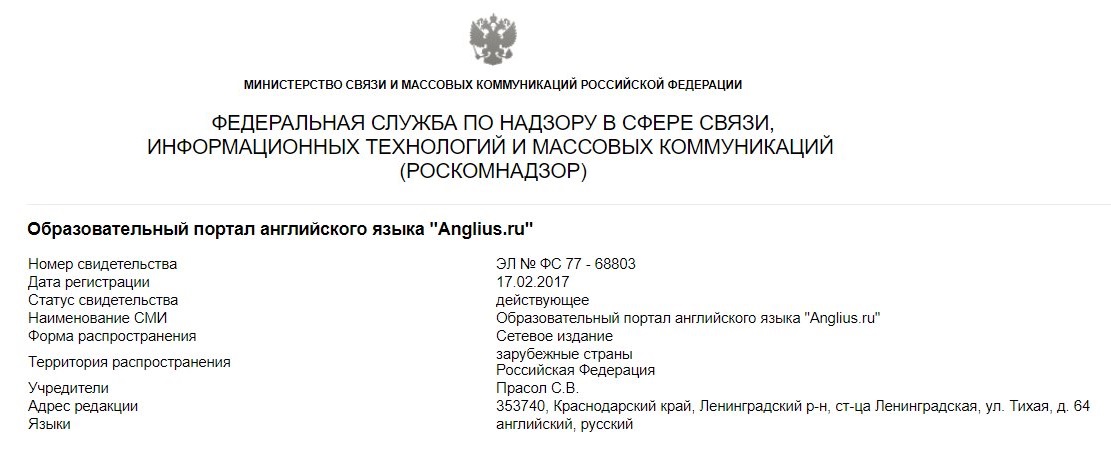 МИНИСТЕРСТВО СВЯЗИ И МАССОВЫХ КОММУНИКАЦИЙ РОССИЙСКОЙ ФЕДЕРАЦИИ
ФЕДЕРАЛЬНАЯ СЛУЖБА ПО НАДЗОРУ В СФЕРЕ СВЯЗИ,
ИНФОРМАЦИОННЫХ ТЕХНОЛОГИЙ И МАССОВЫХ КОММУНИКАЦИЙ
(РОСКОМНАДЗОР)
Образовательный портал английского языка "Anglius.ru"
Номер свидетельства ЭЛ № ФС 77 - 68803
Дата регистрации 17.02.2017
Статус свидетельства действующее
Наименование СМИ Образовательный портал английского языка "Anglius.ru"
Форма распространения Сетевое издание
Территория распространения зарубежные страны
Российская Федерация
Учредители Прасол С.В.
Адрес редакции 353740, Краснодарский край, Ленинградский р-н, ст-ца Ленинградская, ул. Тихая, д. 64
Языки английский, русский